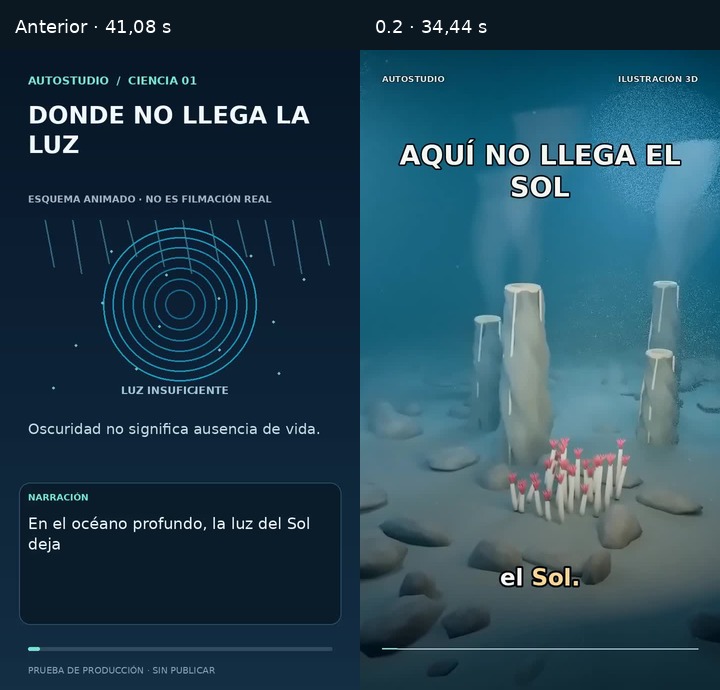 Anterior · 41,08 s
AUTOSTUDIO / CIENCIA 01
DONDE NO LLEGA LA
LUZ
ESQUEMA ANIMADO · NO ES FILMACIÓN REAL
LUZ INSUFICIENTE
Oscuridad no significa ausencia de vida.
NARRACIÓN
En el océano profundo, la luz del Sol
deja
PRUEBA DE PRODUCCIÓN · SIN PUBLICAR
0.2 · 34,44 s
AUTOSTUDIO
ILUSTRACIÓN 3D
AQUÍ NO LLEGA EL
SOL
el Sol.